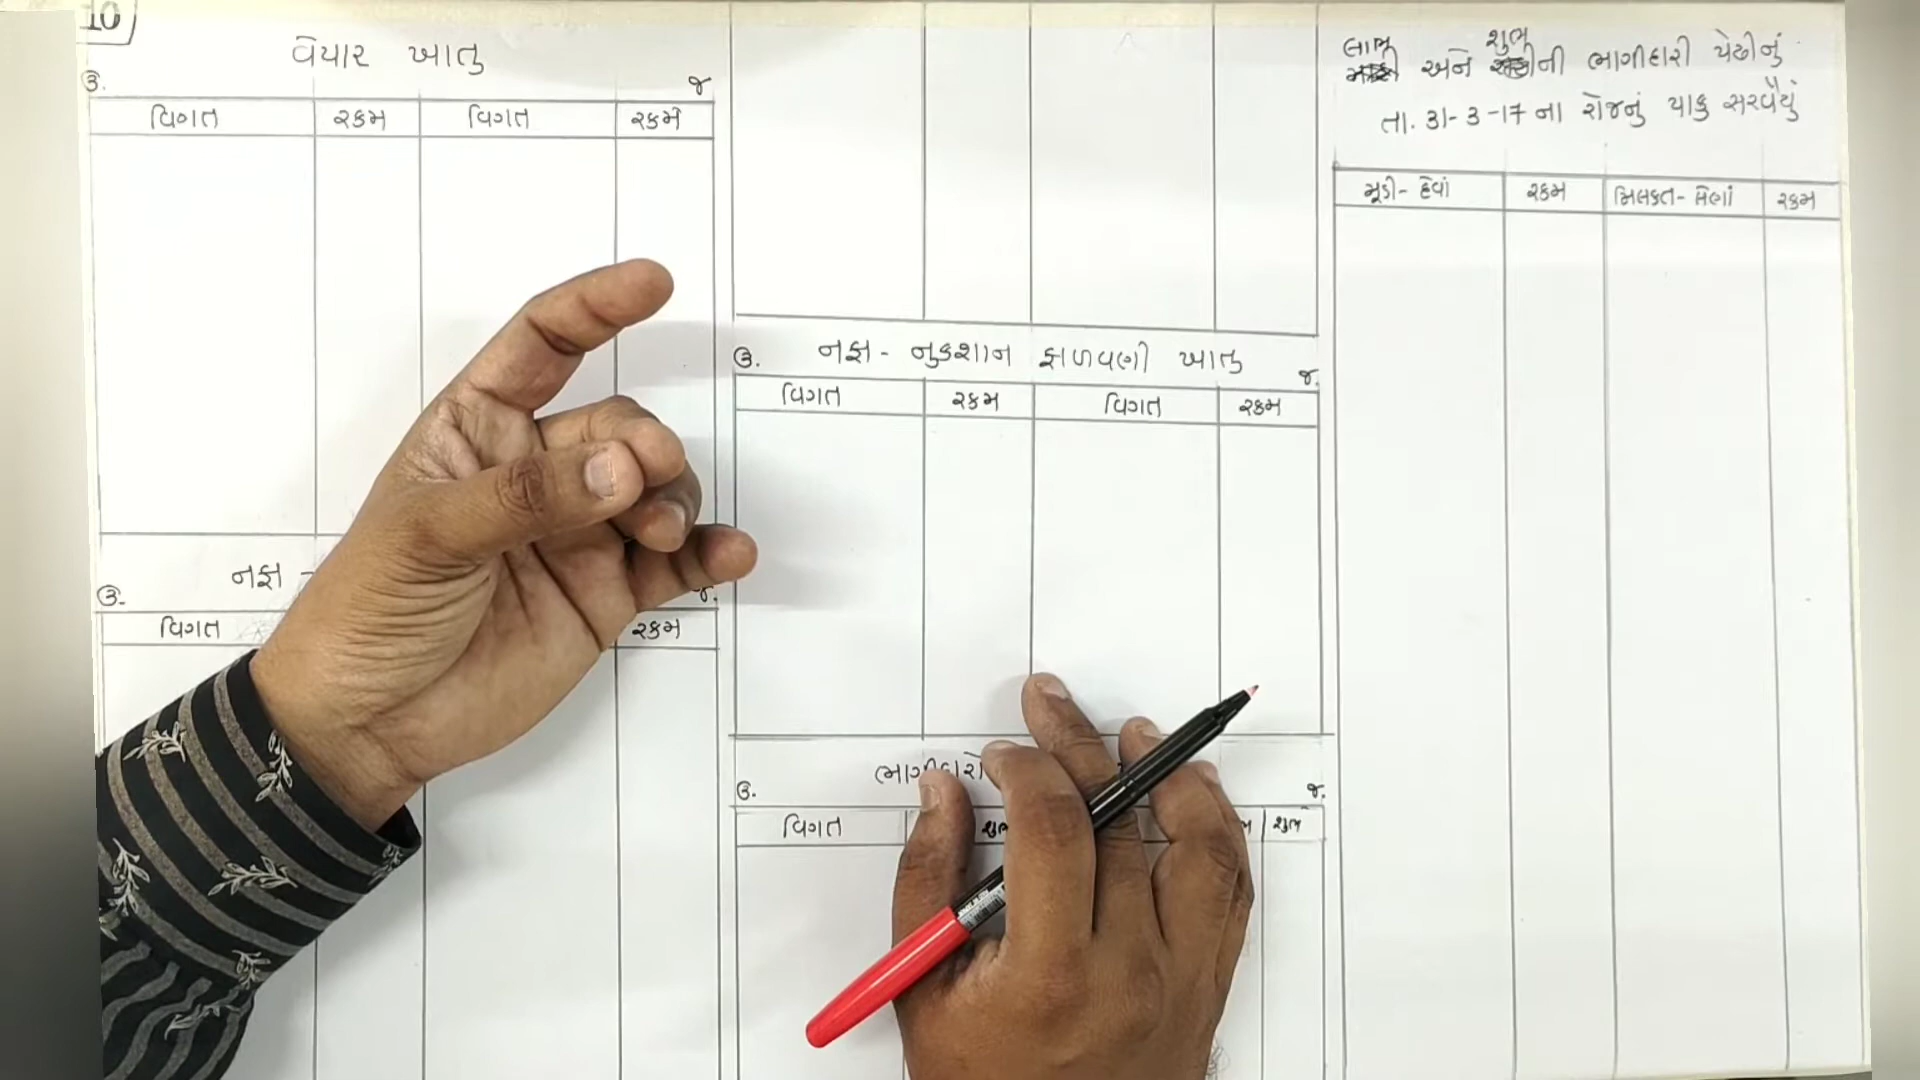 10
વેપાર ખાતુ
ઉ. જ
વિગત રકમ વિગત રકમ
નફા -
ઉ. જ.
વિગત રકમ
નફા - નુકશાન ફાળવણી ખાતુ
ઉ. જ.
વિગત રકમ વિગત રકમ
ભાગીદારો
ઉ. જ.
વિગત શુભ શુભ
લાભ શુભ
અને ની ભાગીદારી પેઢીનું
તા. 31-3-17 ના રોજનું પાકુ સરવૈયું
મૂડી - દેવાં રકમ મિલકત - લેણાં રકમ